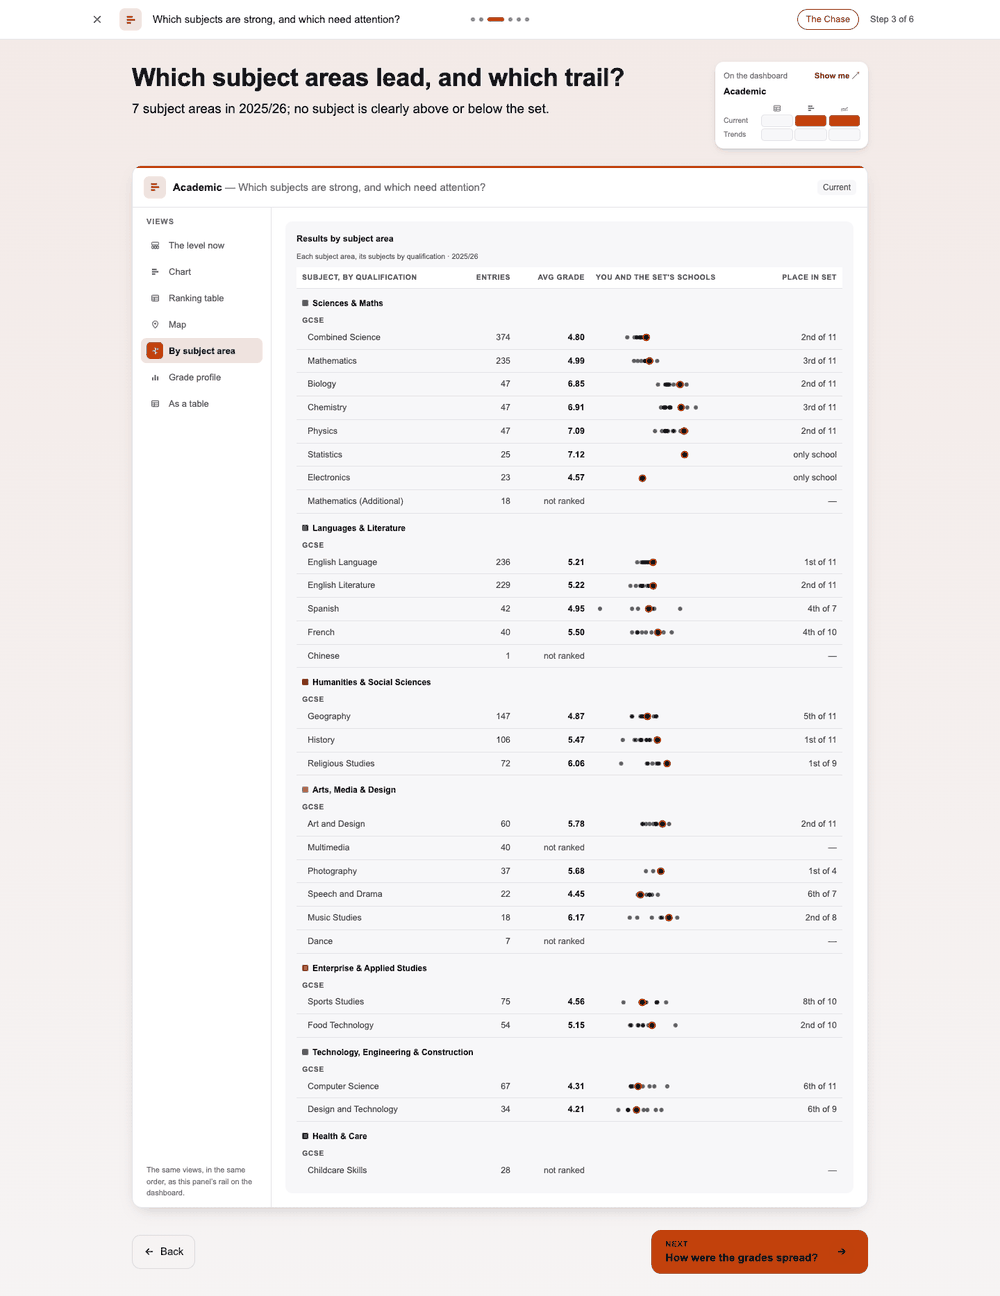 Which subjects are strong, and which need attention?
The Chase
Step 3 of 6
Which subject areas lead, and which trail?
7 subject areas in 2025/26; no subject is clearly above or below the set.
On the dashboard
Show me
Academic
Current
Trends
Academic — Which subjects are strong, and which need attention?
Current
VIEWS
The level now
Chart
Ranking table
Map
By subject area
Grade profile
As a table
The same views, in the same
order, as this panel's rail on the
dashboard.
Results by subject area
Each subject area, its subjects by qualification · 2025/26
SUBJECT, BY QUALIFICATION ENTRIES AVG GRADE YOU AND THE SET'S SCHOOLS PLACE IN SET
Sciences & Maths
GCSE
Combined Science 374 4.80 2nd of 11
Mathematics 235 4.99 3rd of 11
Biology 47 6.85 2nd of 11
Chemistry 47 6.91 3rd of 11
Physics 47 7.09 2nd of 11
Statistics 25 7.12 only school
Electronics 23 4.57 only school
Mathematics (Additional) 18 not ranked —
Languages & Literature
GCSE
English Language 236 5.21 1st of 11
English Literature 229 5.22 2nd of 11
Spanish 42 4.95 4th of 7
French 40 5.50 4th of 10
Chinese 1 not ranked —
Humanities & Social Sciences
GCSE
Geography 147 4.87 5th of 11
History 106 5.47 1st of 11
Religious Studies 72 6.06 1st of 9
Arts, Media & Design
GCSE
Art and Design 60 5.78 2nd of 11
Multimedia 40 not ranked —
Photography 37 5.68 1st of 4
Speech and Drama 22 4.45 6th of 7
Music Studies 18 6.17 2nd of 8
Dance 7 not ranked —
Enterprise & Applied Studies
GCSE
Sports Studies 75 4.56 8th of 10
Food Technology 54 5.15 2nd of 10
Technology, Engineering & Construction
GCSE
Computer Science 67 4.31 6th of 11
Design and Technology 34 4.21 6th of 9
Health & Care
GCSE
Childcare Skills 28 not ranked —
← Back
NEXT
How were the grades spread? →